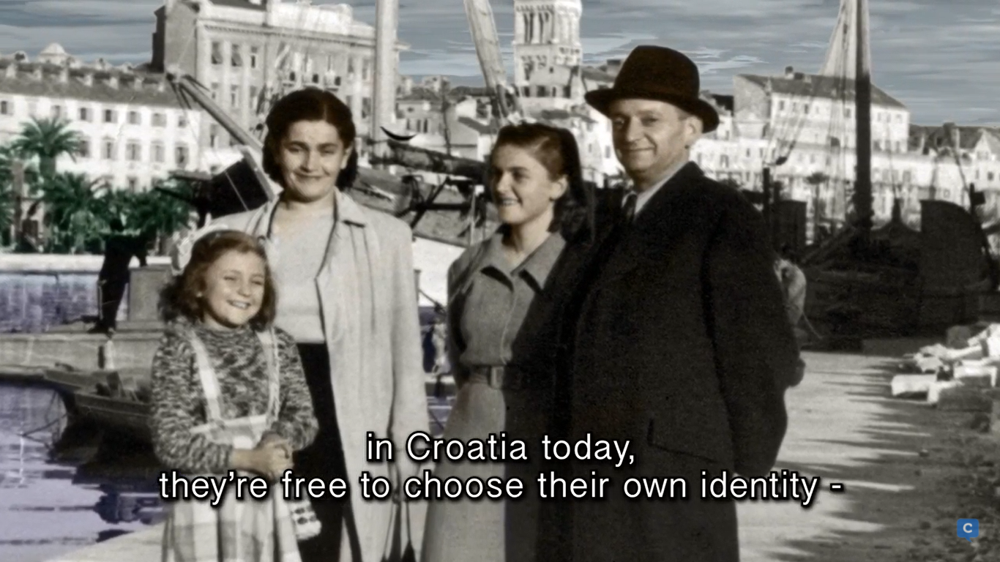 in Croatia today,
they're free to choose their own identity -
C